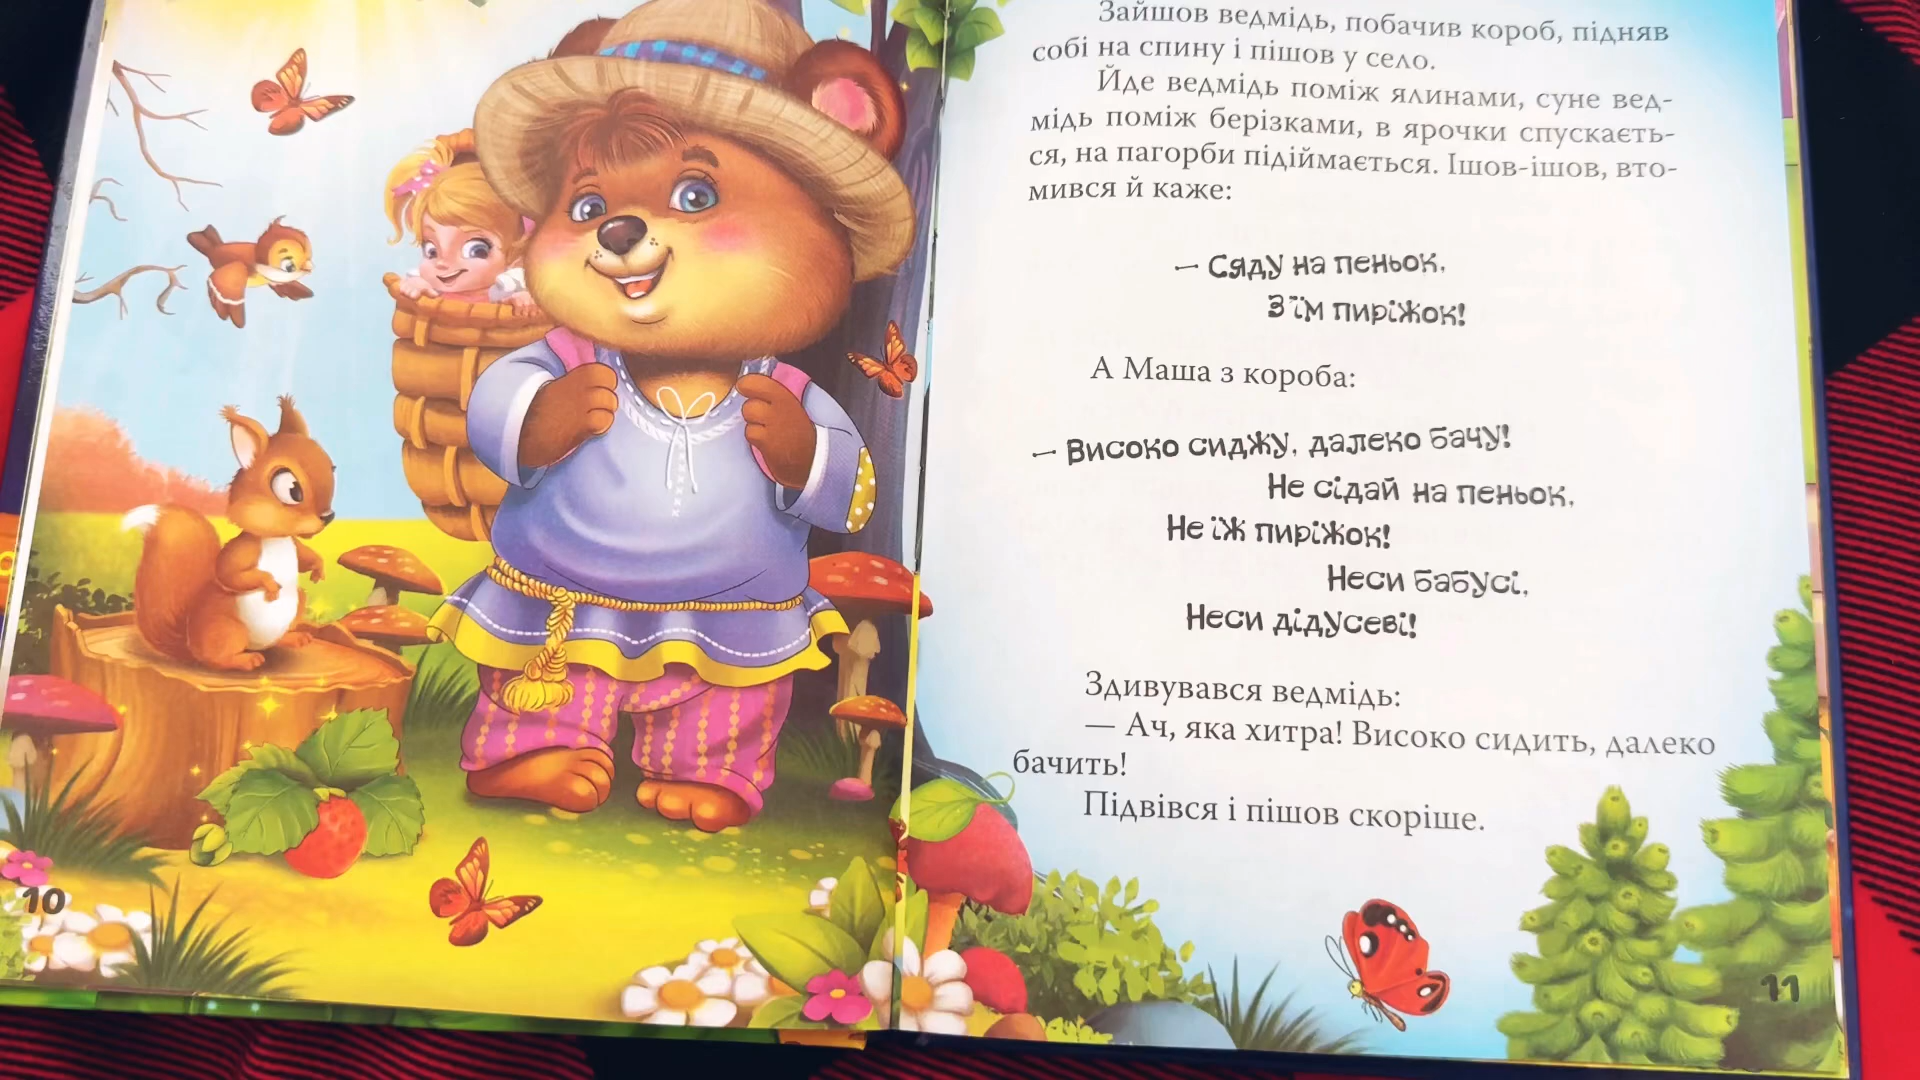 Зайшов ведмідь, побачив короб, підняв
собі на спину і пішов у село.
Йде ведмідь поміж ялинами, суне вед-
мідь поміж берізками, в ярочки спускаєть-
ся, на пагорби підіймається. Ішов-ішов, вто-
мився й каже:
— Сяду на пеньок,
З’їм пиріжок!
А Маша з короба:
— Високо сиджу, далеко бачу!
Не сідай на пеньок,
Не їж пиріжок!
Неси бабусі,
Неси дідусеві!
Здивувався ведмідь:
— Ач, яка хитра! Високо сидить, далеко
бачить!
Підвівся і пішов скоріше.
10
11